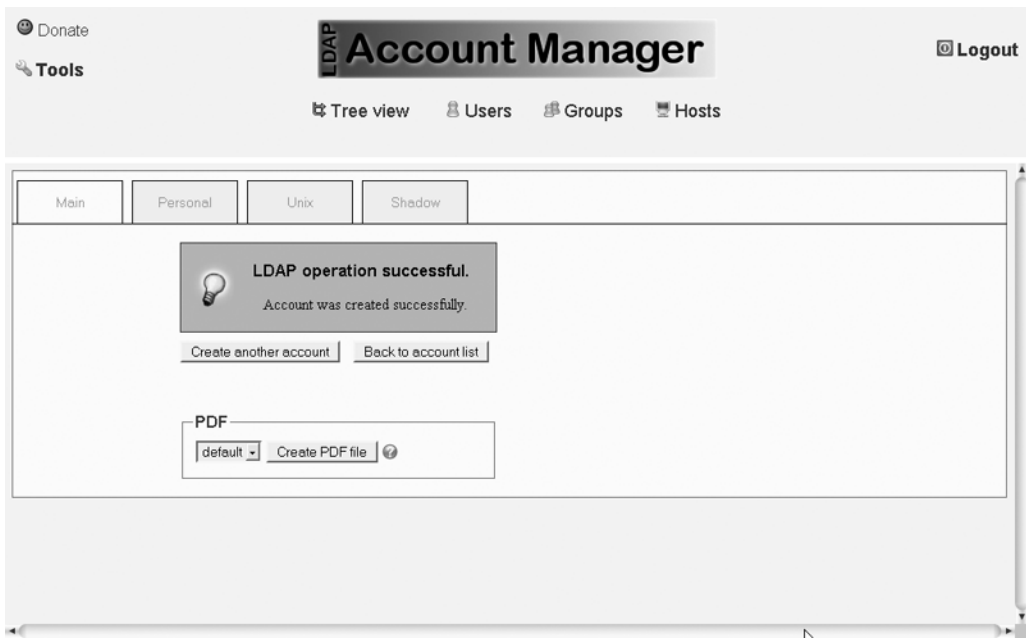 Donate
Tools
LDAP Account Manager
Logout
Tree view Users Groups Hosts
Main Personal Unix Shadow
LDAP operation successful.
Account was created successfully.
Create another account Back to account list
PDF
default Create PDF file